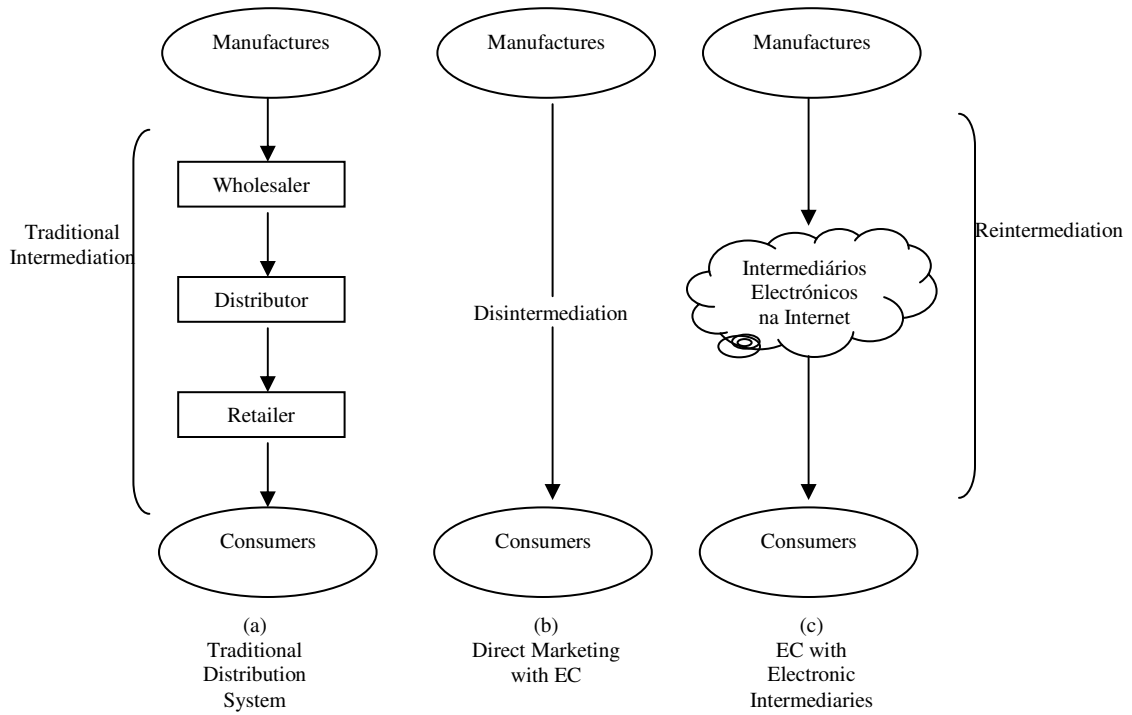 Manufactures
Manufactures
Manufactures
Wholesaler
Traditional
Intermediation
Distributor
Retailer
Disintermediation
Intermediários
Electrónicos
na Internet
Reintermediation
Consumers
Consumers
Consumers
(a)
Traditional
Distribution
System
(b)
Direct Marketing
with EC
(c)
EC with
Electronic
Intermediaries